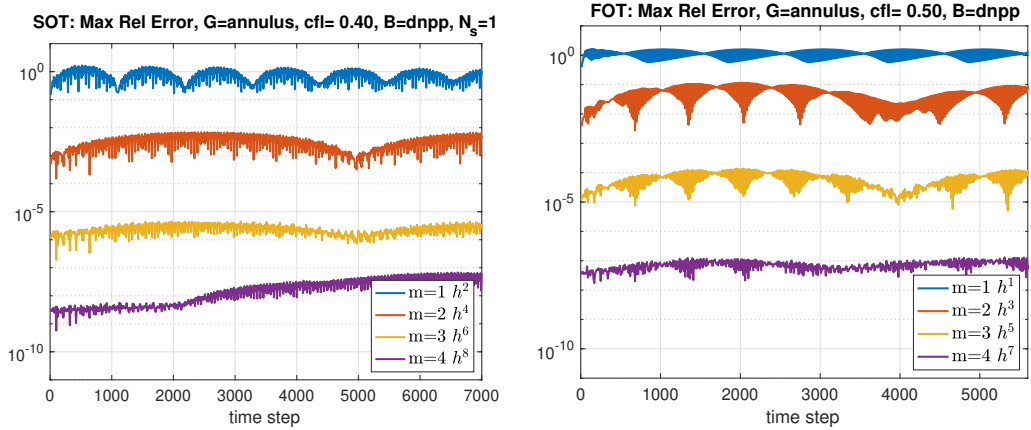 SOT: Max Rel Error, G=annulus, cfl= 0.40, B=dnpp, N_s=1
10^0
10^-5
10^-10
0 1000 2000 3000 4000 5000 6000 7000
time step
m=1 h^2
m=2 h^4
m=3 h^6
m=4 h^8
FOT: Max Rel Error, G=annulus, cfl= 0.50, B=dnpp
10^0
10^-5
10^-10
0 1000 2000 3000 4000 5000
time step
m=1 h^1
m=2 h^3
m=3 h^5
m=4 h^7